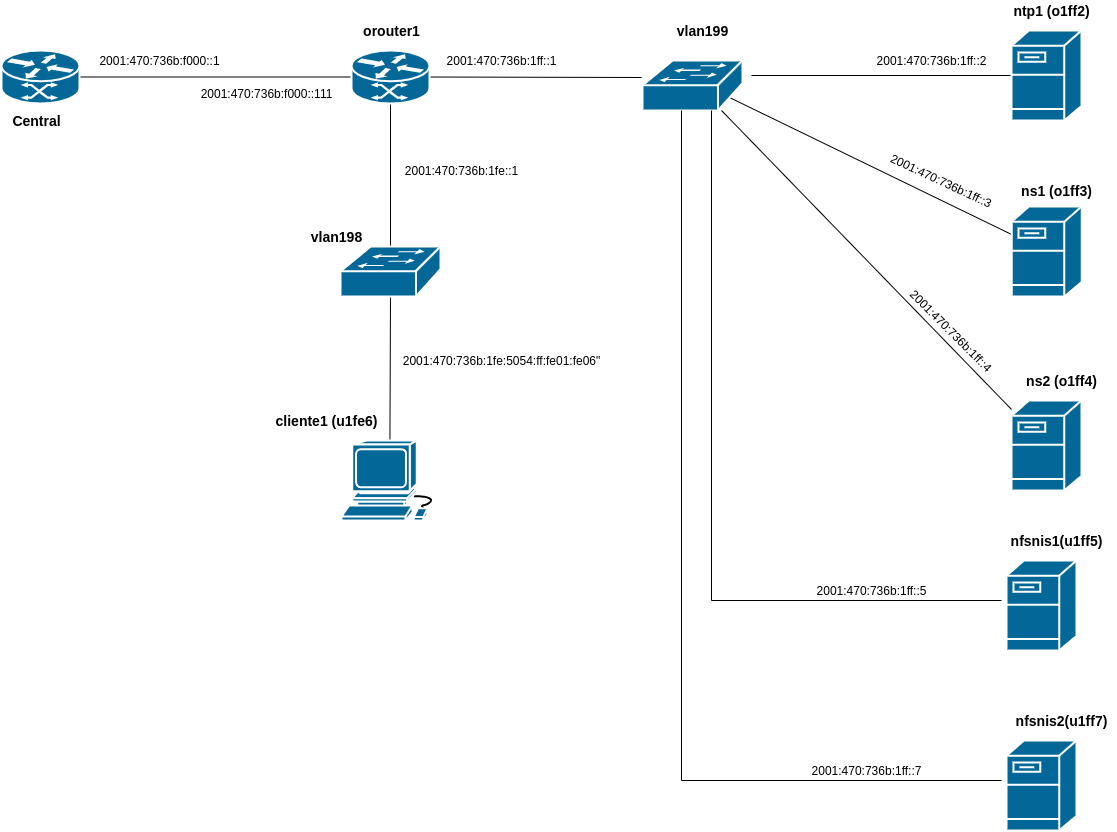 ntp1 (o1ff2)
orouter1
vlan199
2001:470:736b:f000::1
2001:470:736b:1ff::1
2001:470:736b:1ff::2
2001:470:736b:f000::111
Central
2001:470:736b:1fe::1
2001:470:736b:1ff::3
ns1 (o1ff3)
vlan198
2001:470:736b:1ff::4
2001:470:736b:1fe:5054:ff:fe01:fe06"
ns2 (o1ff4)
cliente1 (u1fe6)
nfsnis1(u1ff5)
2001:470:736b:1ff::5
nfsnis2(u1ff7)
2001:470:736b:1ff::7